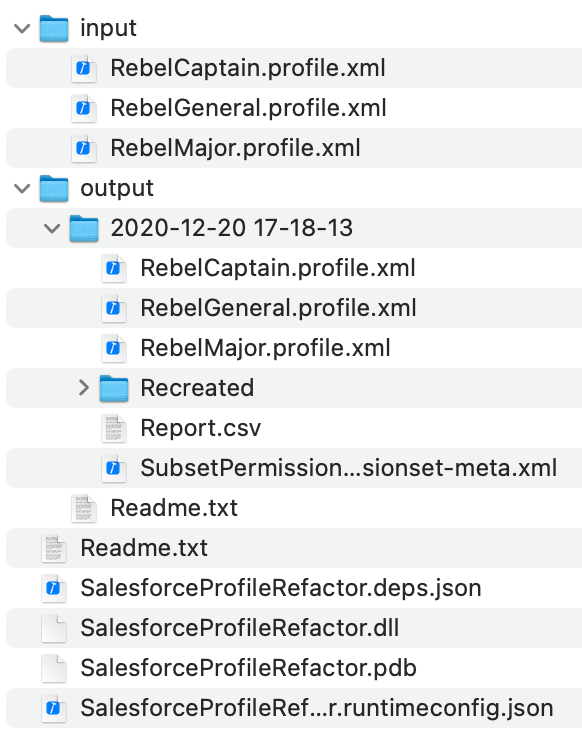 input
RebelCaptain.profile.xml
RebelGeneral.profile.xml
RebelMajor.profile.xml
output
2020-12-20 17-18-13
RebelCaptain.profile.xml
RebelGeneral.profile.xml
RebelMajor.profile.xml
Recreated
Report.csv
SubsetPermission...sionset-meta.xml
Readme.txt
Readme.txt
SalesforceProfileRefactor.deps.json
SalesforceProfileRefactor.dll
SalesforceProfileRefactor.pdb
SalesforceProfileRef...r.runtimeconfig.json